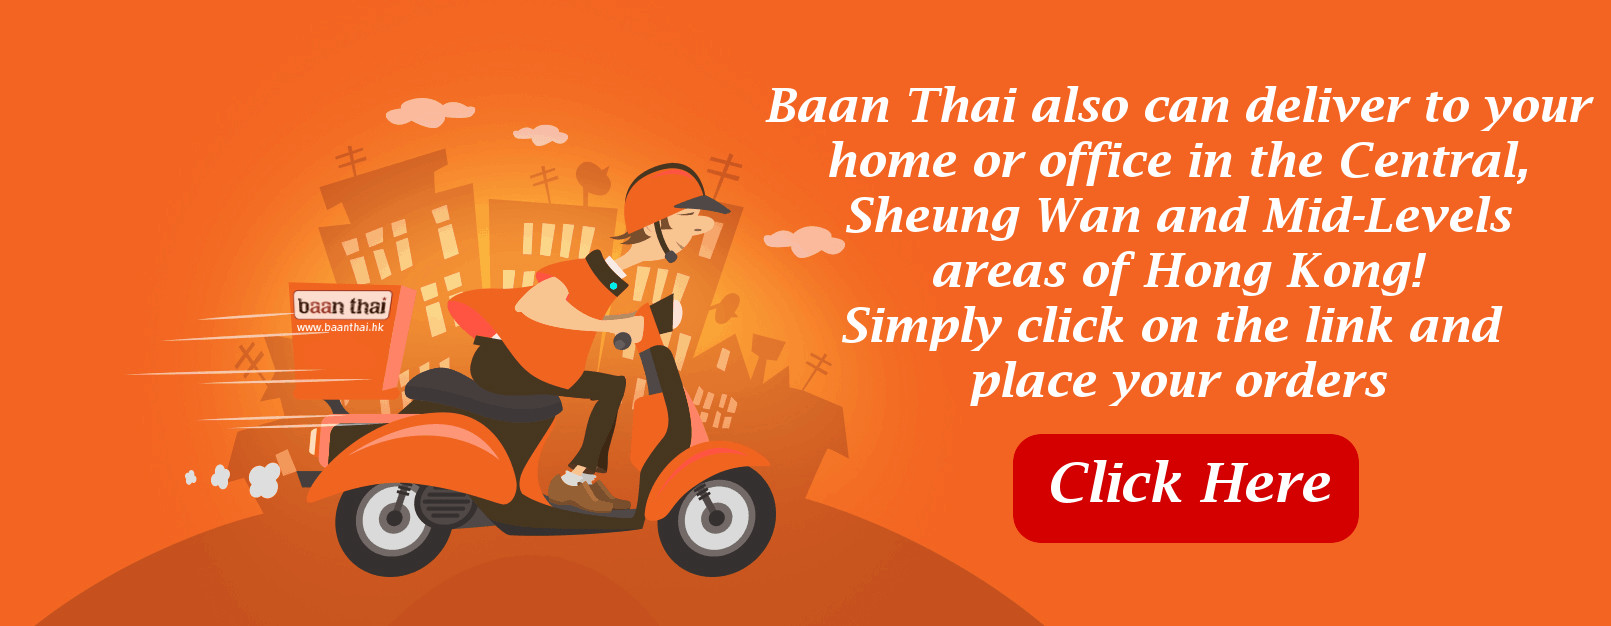 baan thai
www.baanthai.hk
Baan Thai also can deliver to your
home or office in the Central,
Sheung Wan and Mid-Levels
areas of Hong Kong!
Simply click on the link and
place your orders
Click Here